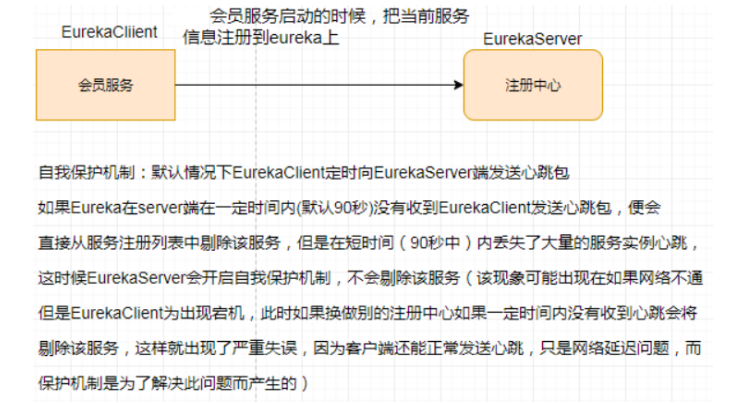 会员服务启动的时候，把当前服务
EurekaCliient
信息注册到eureka上
EurekaServer
会员服务
注册中心
自我保护机制：默认情况下EurekaClient定时向EurekaServer端发送心跳包
如果Eureka在server端在一定时间内(默认90秒)没有收到EurekaClient发送心跳包，便会
直接从服务注册列表中剔除该服务，但是在短时间（90秒中）内丢失了大量的服务实例心跳，
这时候EurekaServer会开启自我保护机制，不会剔除该服务（该现象可能出现在如果网络不通
但是EurekaClient为出现宕机，此时如果换做别的注册中心如果一定时间内没有收到心跳会将
剔除该服务，这样就出现了严重失误，因为客户端还能正常发送心跳，只是网络延迟问题，而
保护机制是为了解决此问题而产生的）